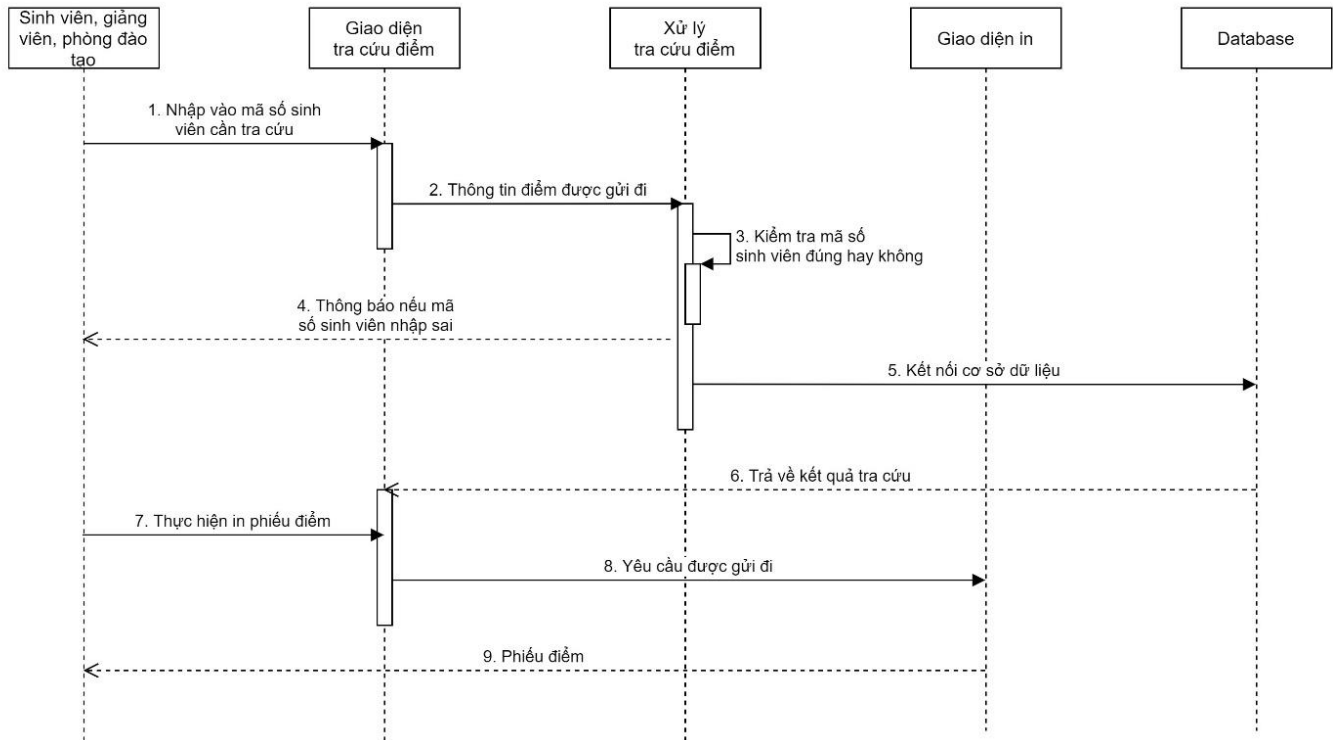 Sinh viên, giảng
viên, phòng đào
tạo
Giao diện
tra cứu điểm
Xử lý
tra cứu điểm
Giao diện in
Database
1. Nhập vào mã số sinh
viên cần tra cứu
2. Thông tin điểm được gửi đi
3. Kiểm tra mã số
sinh viên đúng hay không
4. Thông báo nếu mã
số sinh viên nhập sai
5. Kết nối cơ sở dữ liệu
6. Trả về kết quả tra cứu
7. Thực hiện in phiếu điểm
8. Yêu cầu được gửi đi
9. Phiếu điểm